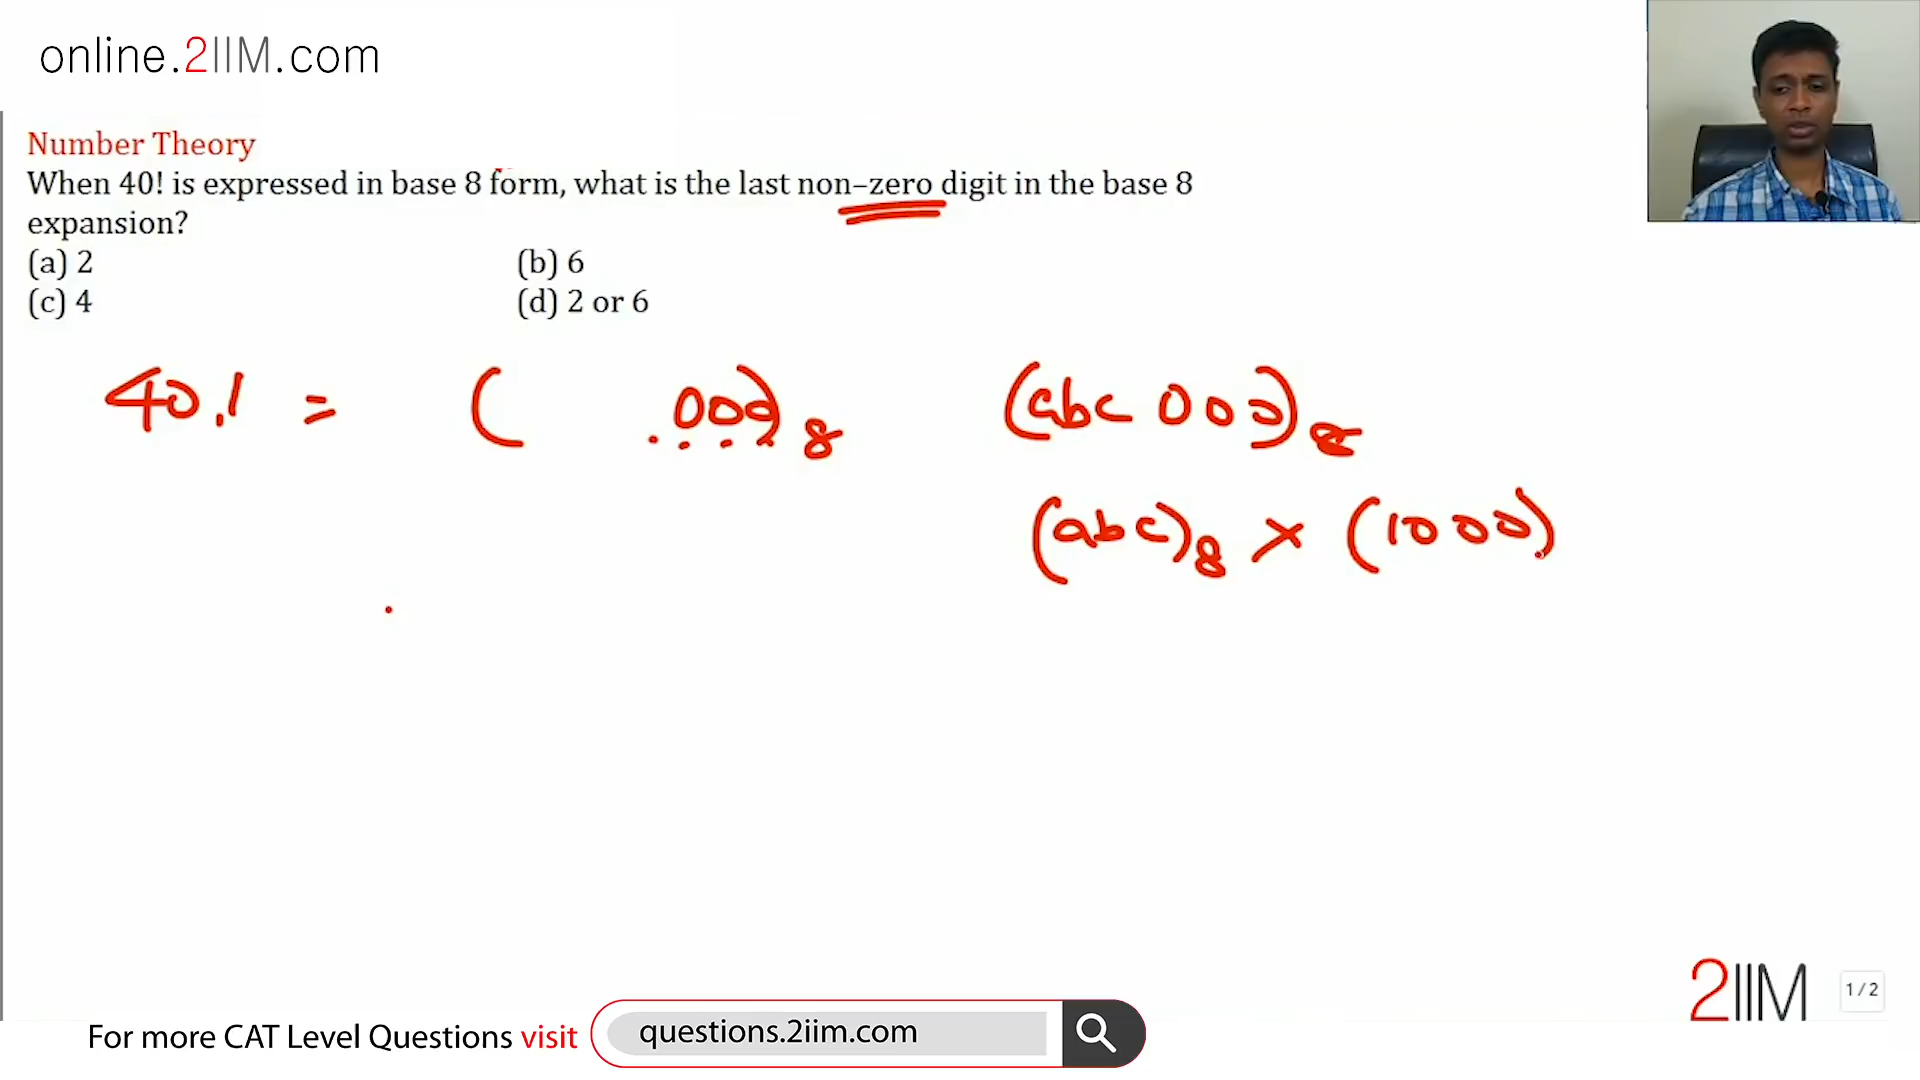 online.2IIM.com
Number Theory
When 40! is expressed in base 8 form, what is the last non–zero digit in the base 8
expansion?
(a) 2 (b) 6
(c) 4 (d) 2 or 6
40! = ( 000)8 (abc 000)8
(abc)8 × (1000)
2IIM 1 / 2
For more CAT Level Questions visit questions.2iim.com